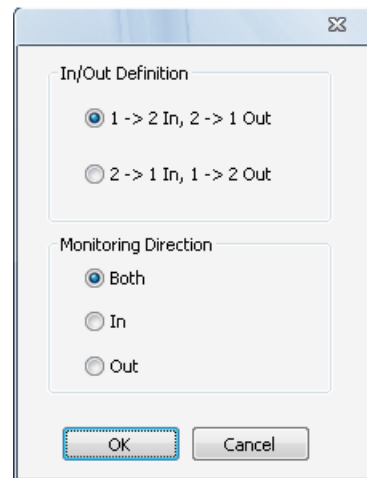 In/Out Definition
1 -> 2 In, 2 -> 1 Out
2 -> 1 In, 1 -> 2 Out
Monitoring Direction
Both
In
Out
OK
Cancel